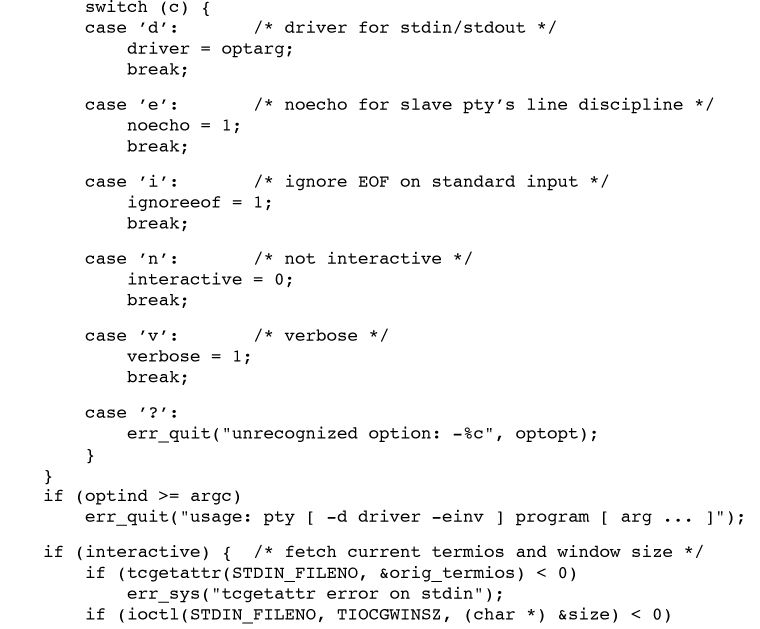 switch (c) {
case 'd':       /* driver for stdin/stdout */
    driver = optarg;
    break;
case 'e':       /* noecho for slave pty's line discipline */
    noecho = 1;
    break;
case 'i':       /* ignore EOF on standard input */
    ignoreeof = 1;
    break;
case 'n':       /* not interactive */
    interactive = 0;
    break;
case 'v':       /* verbose */
    verbose = 1;
    break;
case '?':
    err_quit("unrecognized option: -%c", optopt);
}
}
if (optind >= argc)
    err_quit("usage: pty [ -d driver -einv ] program [ arg ... ]");
if (interactive) {  /* fetch current termios and window size */
    if (tcgetattr(STDIN_FILENO, &orig_termios) < 0)
        err_sys("tcgetattr error on stdin");
    if (ioctl(STDIN_FILENO, TIOCGWINSZ, (char *) &size) < 0)